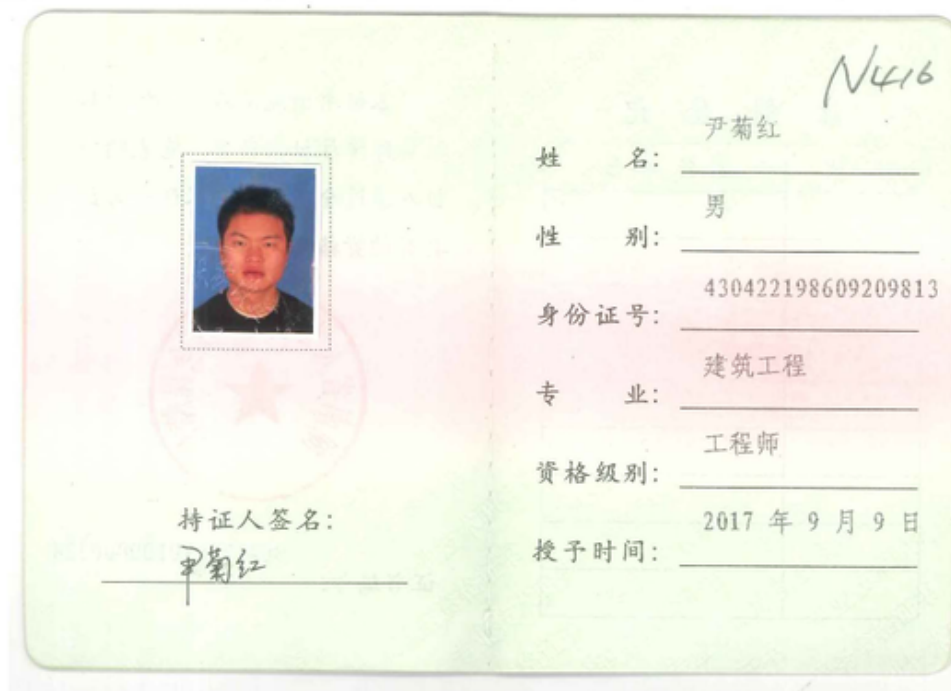 N416
姓 名: 尹菊红
性 别: 男
身份证号: 430422198609209813
专 业: 建筑工程
资格级别: 工程师
授予时间: 2017 年 9 月 9 日
持证人签名:
尹菊红